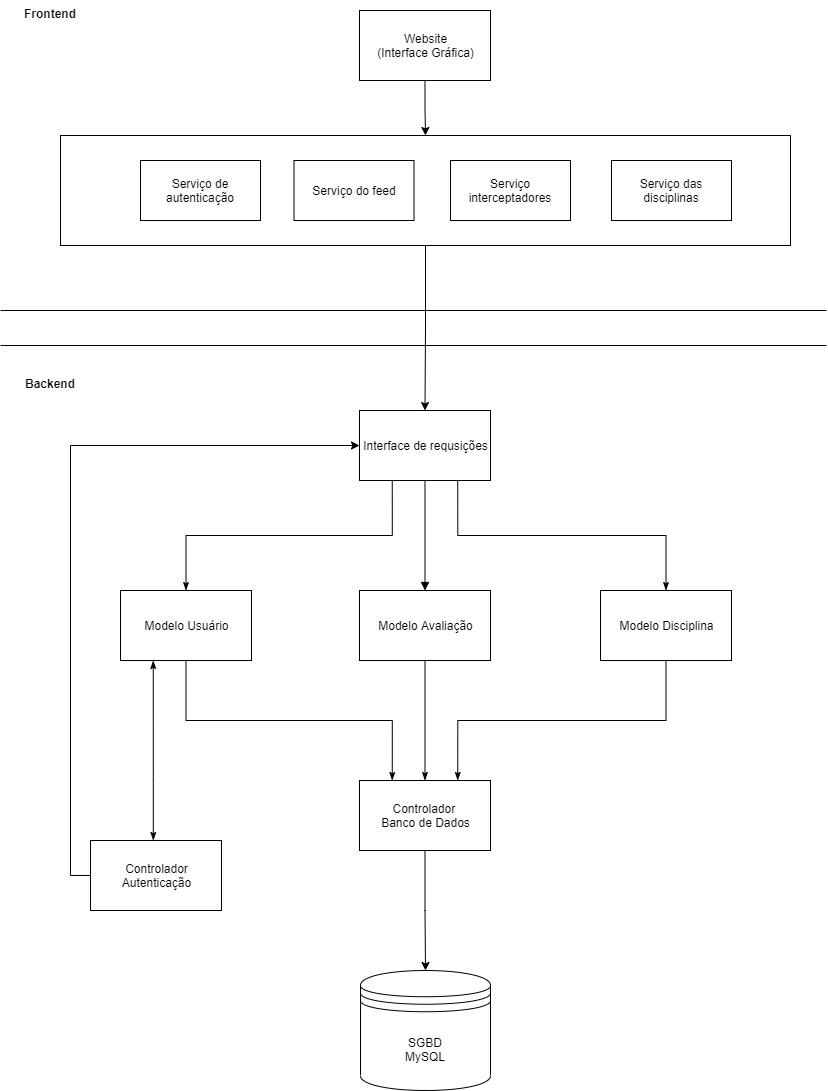 Frontend
Website
(Interface Gráfica)
Serviço de
autenticação
Serviço do feed
Serviço
interceptadores
Serviço das
disciplinas
Backend
Interface de requsições
Modelo Usuário
Modelo Avaliação
Modelo Disciplina
Controlador
Banco de Dados
Controlador
Autenticação
SGBD
MySQL